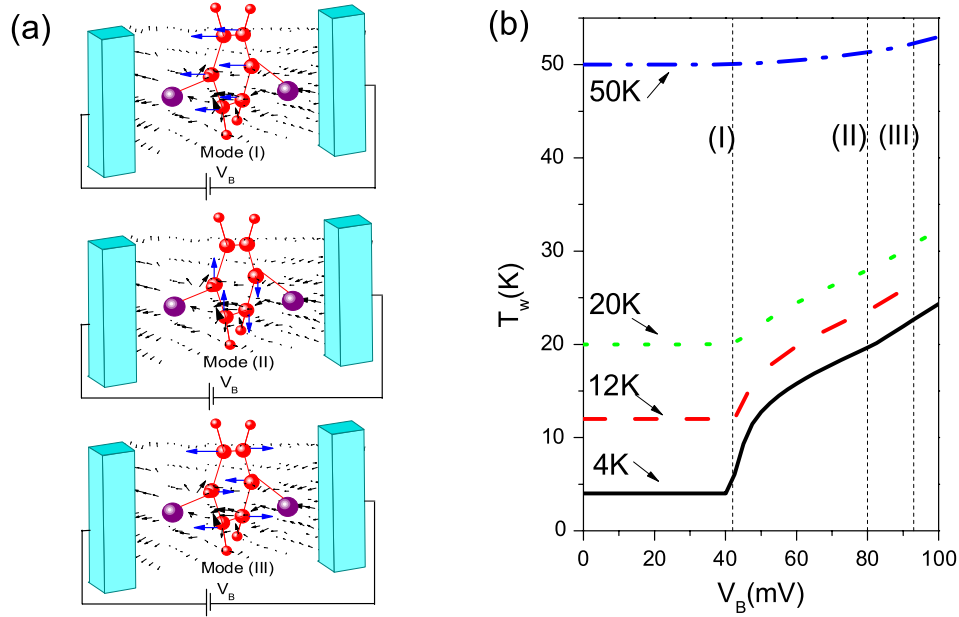 (a)
Mode (I)
V_B
Mode (II)
V_B
Mode (III)
V_B
(b)
50
40
30
20
10
0
T_w(K)
50K
20K
12K
4K
(I)
(II)
(III)
0
20
40
60
80
100
V_B(mV)